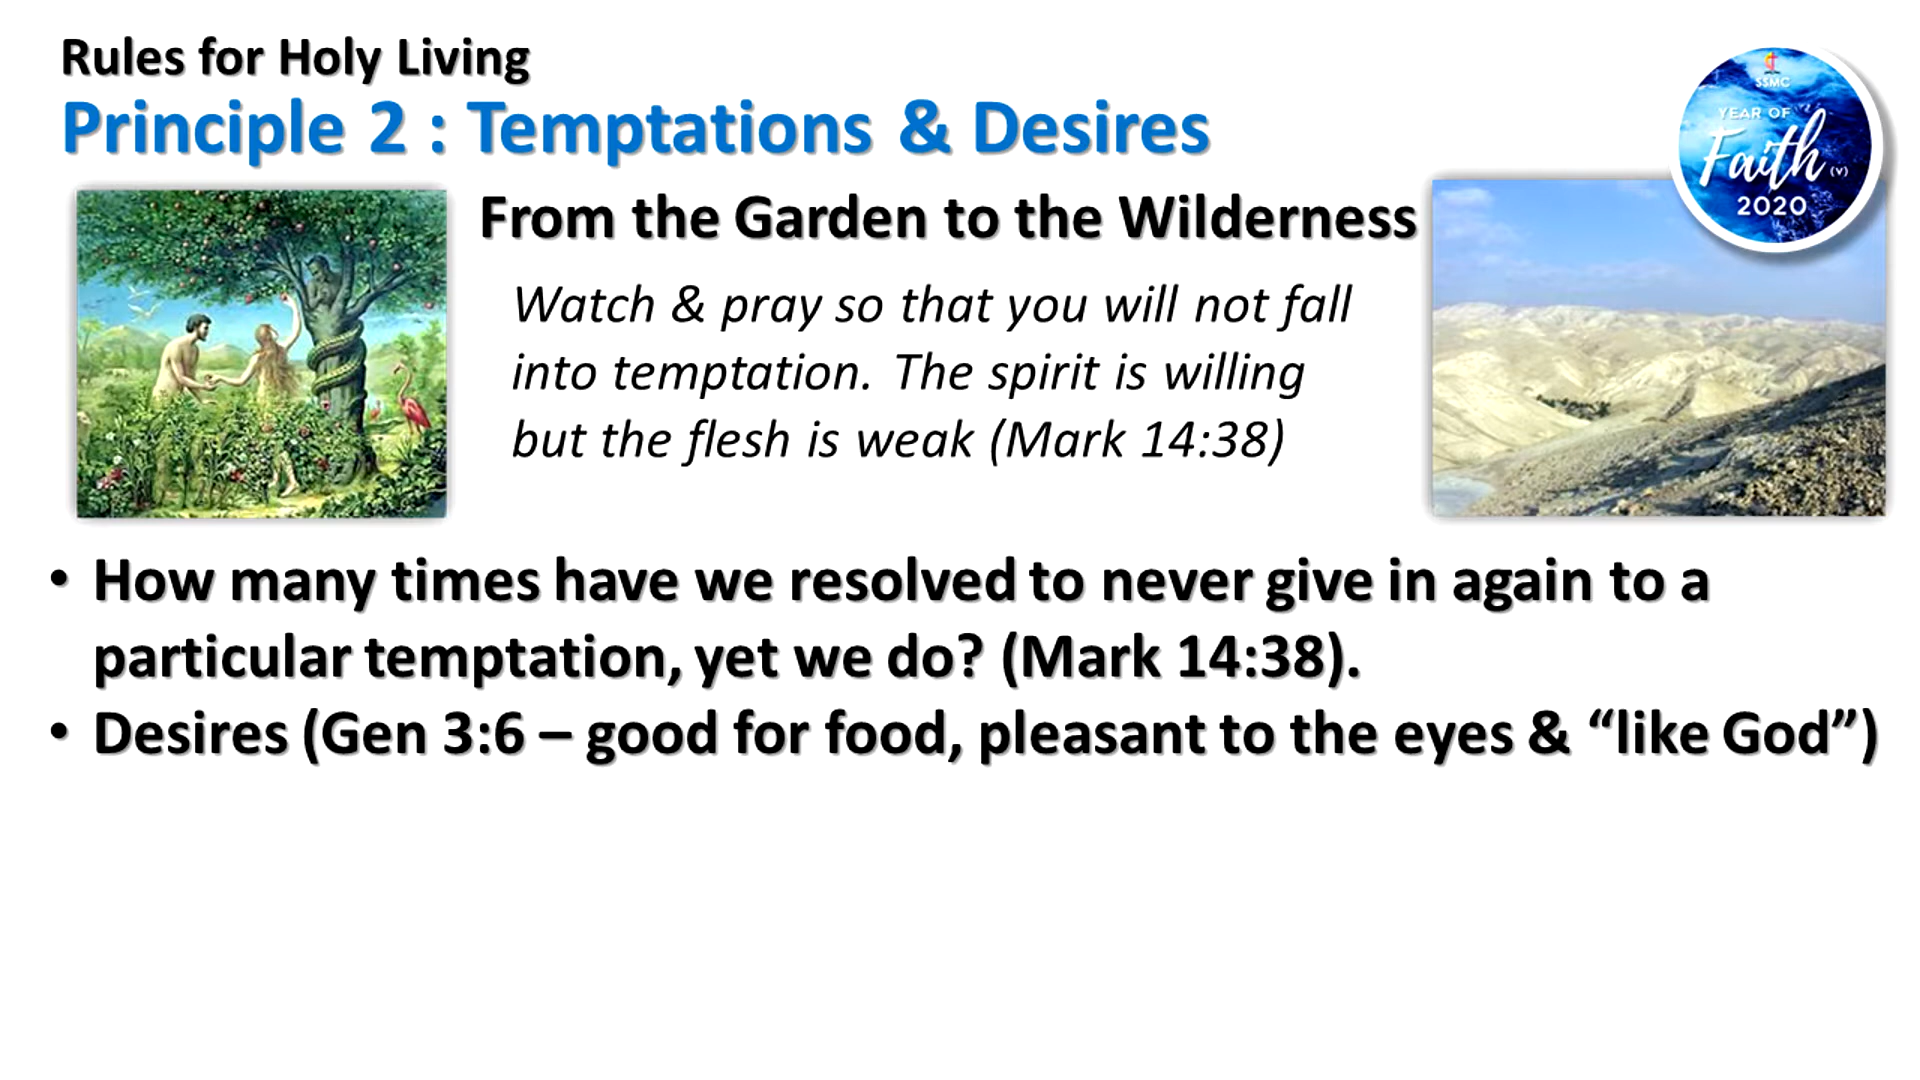 Rules for Holy Living
Principle 2 : Temptations & Desires
SSMC
YEAR OF
Faith (v)
2020
From the Garden to the Wilderness
Watch & pray so that you will not fall
into temptation. The spirit is willing
but the flesh is weak (Mark 14:38)
• How many times have we resolved to never give in again to a
particular temptation, yet we do? (Mark 14:38).
• Desires (Gen 3:6 – good for food, pleasant to the eyes & “like God”)